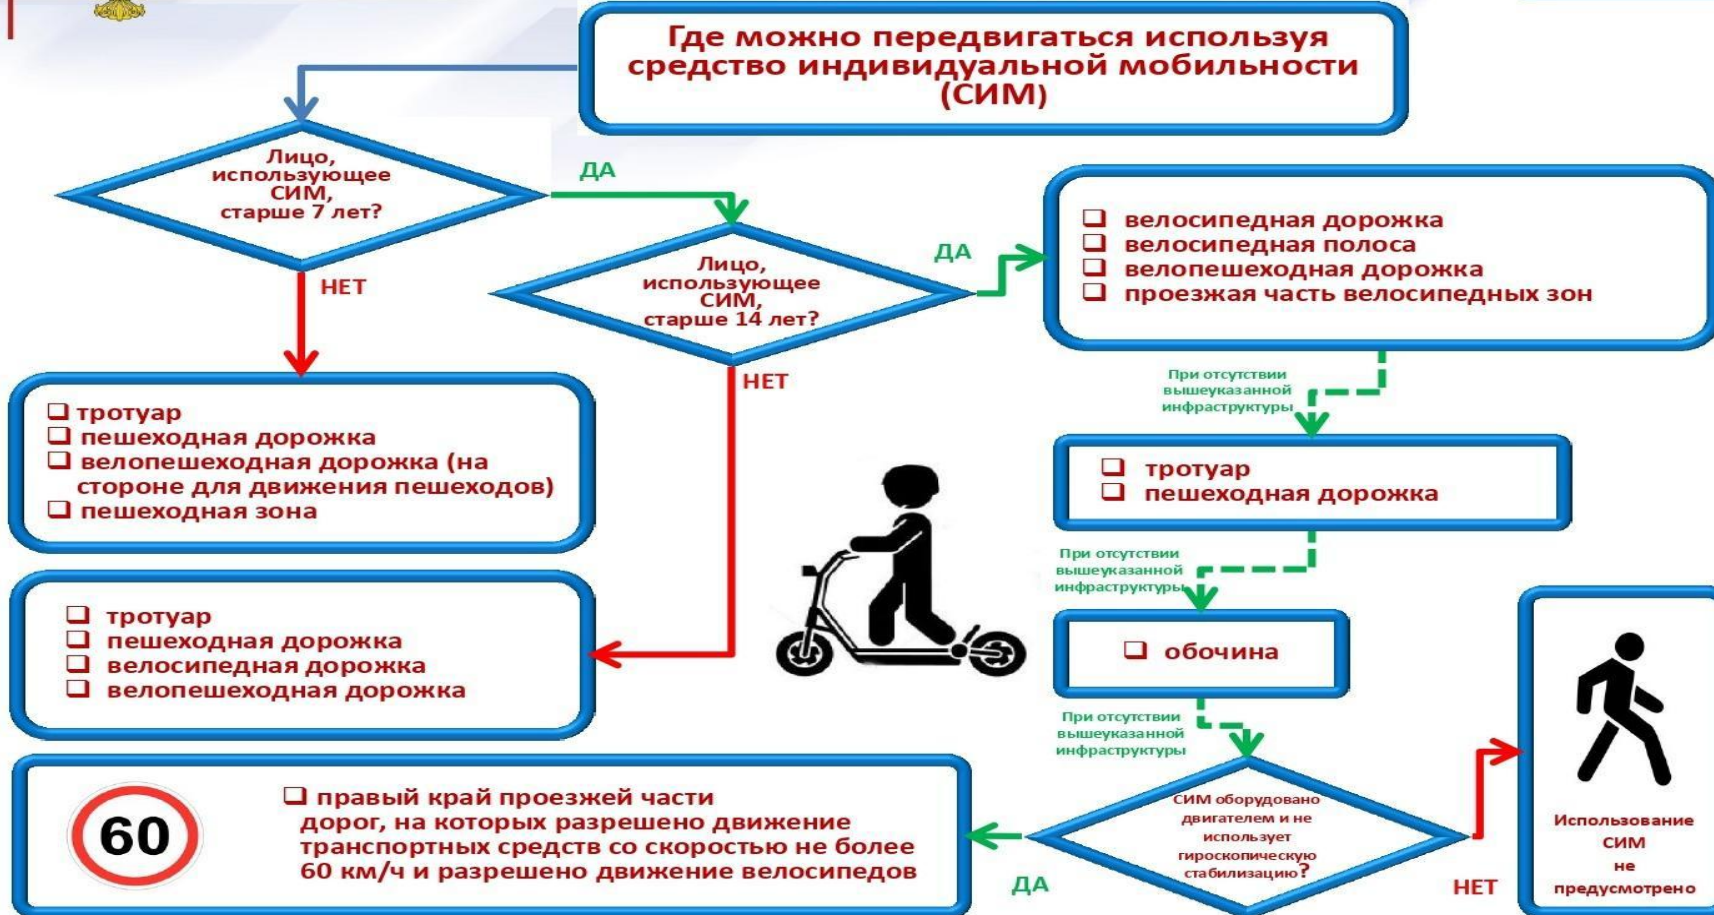 Где можно передвигаться используя
средство индивидуальной мобильности
(СИМ)
Лицо,
использующее
СИМ,
старше 7 лет?
ДА
НЕТ
Лицо,
использующее
СИМ,
старше 14 лет?
ДА
НЕТ
велосипедная дорожка
велосипедная полоса
велопешеходная дорожка
проезжая часть велосипедных зон
При отсутствии
вышеуказанной
инфраструктуры
тротуар
пешеходная дорожка
велопешеходная дорожка (на
стороне для движения пешеходов)
пешеходная зона
тротуар
пешеходная дорожка
При отсутствии
вышеуказанной
инфраструктуры
тротуар
пешеходная дорожка
велосипедная дорожка
велопешеходная дорожка
обочина
При отсутствии
вышеуказанной
инфраструктуры
60
правый край проезжей части
дорог, на которых разрешено движение
транспортных средств со скоростью не более
60 км/ч и разрешено движение велосипедов
СИМ оборудовано
двигателем и не
использует
гироскопическую
стабилизацию?
ДА
НЕТ
Использование
СИМ
не
предусмотрено